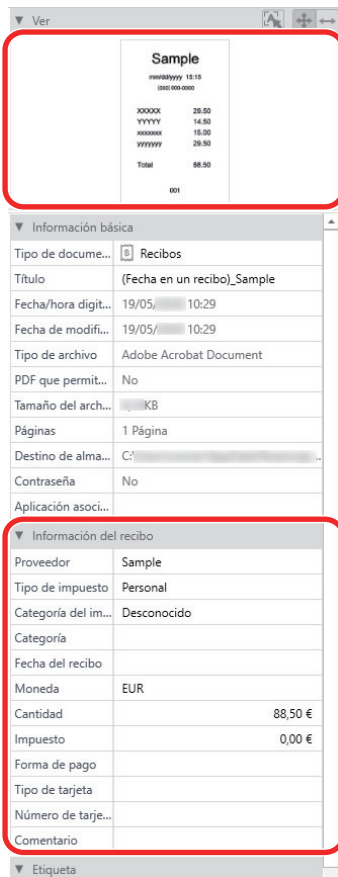 ▼ Ver
Sample
mm/dd/yyyy 15:15
(000) 000-0000
XXXXX 29.50
YYYYY 14.50
xxxxxxx 15.00
yyyyyyy 29.50
Total 88.50
001
▼ Información básica
Tipo de docume... Recibos
Título (Fecha en un recibo)_Sample
Fecha/hora digit... 19/05/ 10:29
Fecha de modifi... 19/05/ 10:29
Tipo de archivo Adobe Acrobat Document
PDF que permit... No
Tamaño del arch... KB
Páginas 1 Página
Destino de alma... C:\ ...
Contraseña No
Aplicación asoci...
▼ Información del recibo
Proveedor Sample
Tipo de impuesto Personal
Categoría del im... Desconocido
Categoría
Fecha del recibo
Moneda EUR
Cantidad 88,50 €
Impuesto 0,00 €
Forma de pago
Tipo de tarjeta
Número de tarje...
Comentario
▼ Etiqueta